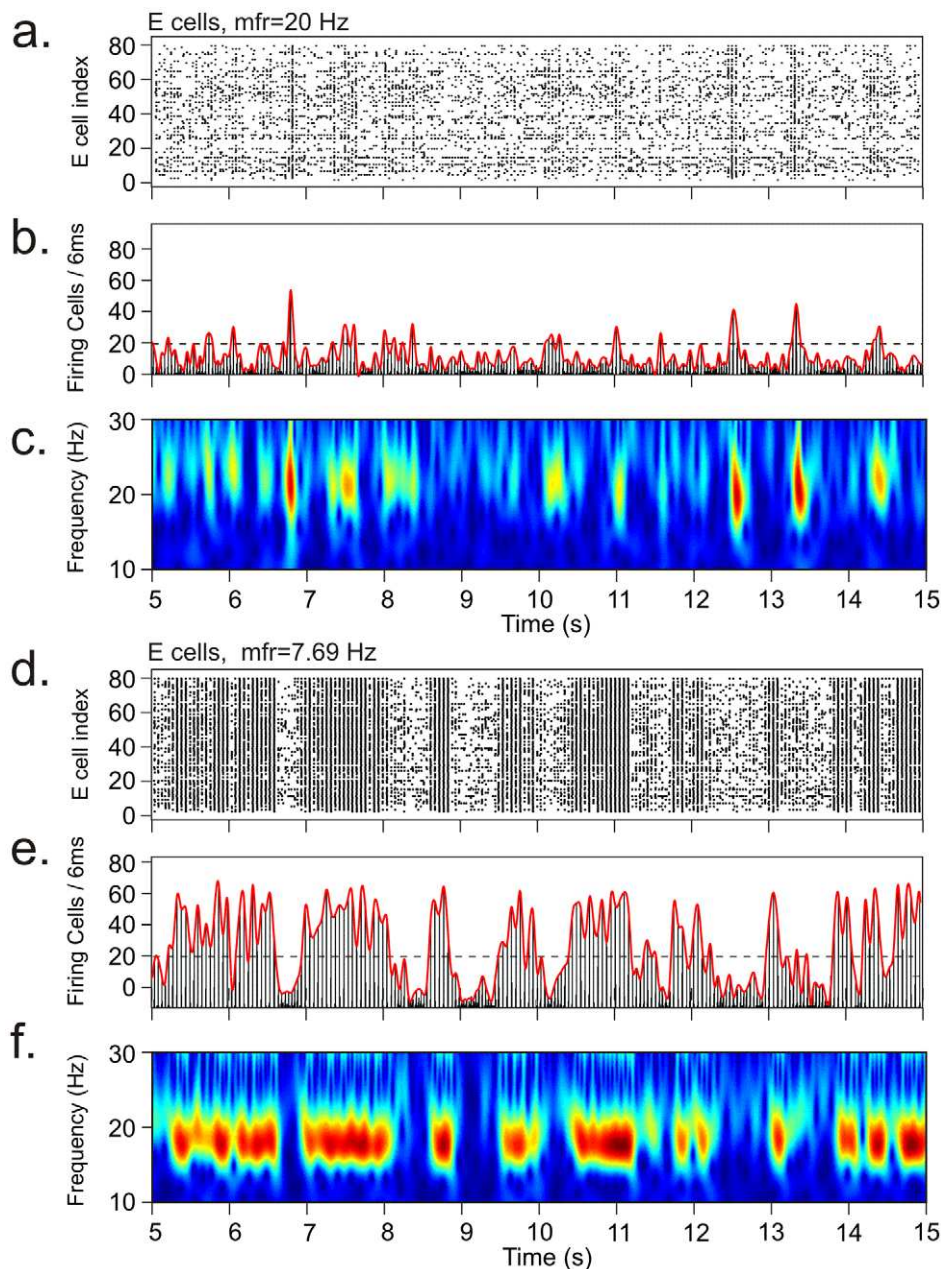 a.
E cells, mfr=20 Hz
E cell index
80
60
40
20
0
b.
Firing Cells / 6ms
80
60
40
20
0
c.
Frequency (Hz)
30
20
10
5 6 7 8 9 10 11 12 13 14 15
Time (s)
d.
E cells, mfr=7.69 Hz
E cell index
80
60
40
20
0
e.
Firing Cells / 6ms
80
60
40
20
0
f.
Frequency (Hz)
30
20
10
5 6 7 8 9 10 11 12 13 14 15
Time (s)